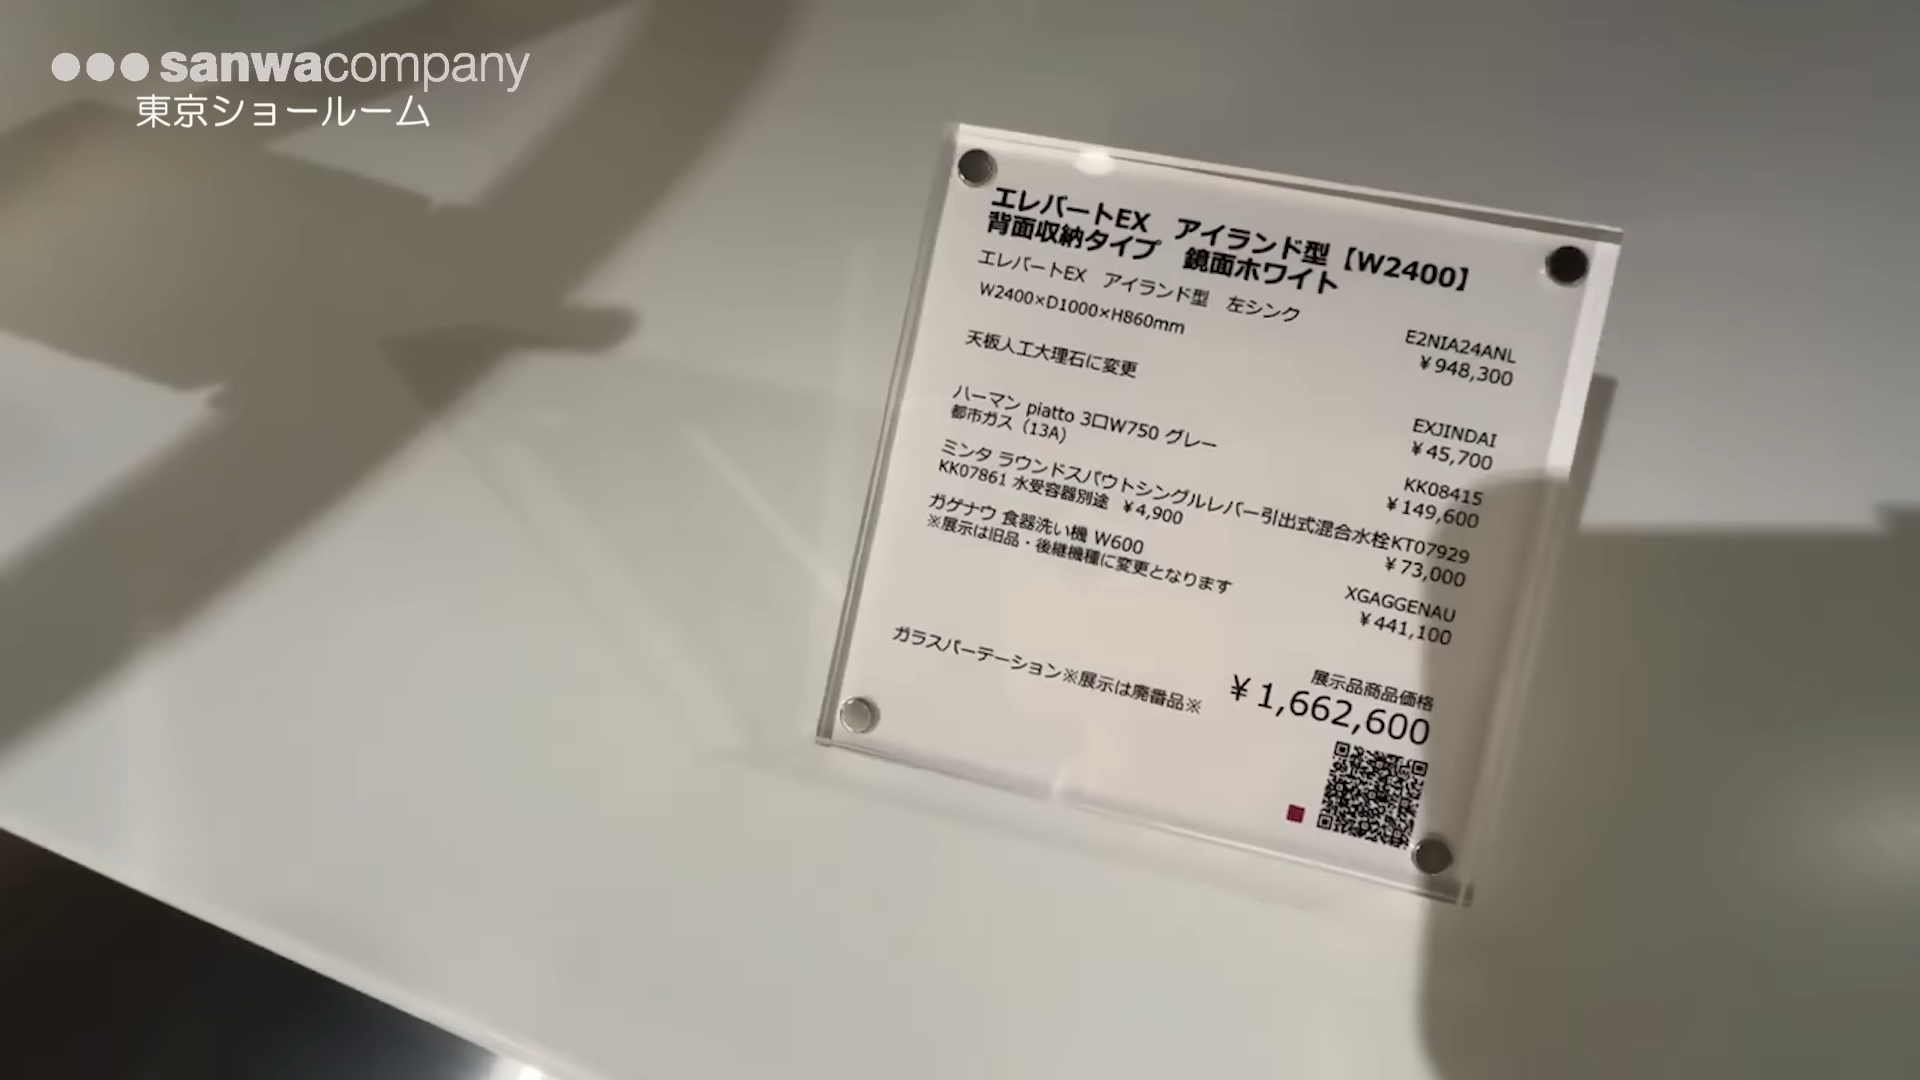 sanwacompany
東京ショールーム
エレバートEX アイランド型【W2400】
背面収納タイプ 鏡面ホワイト
エレバートEX アイランド型 左シンク
E2NIA24ANL
W2400×D1000×H860mm
¥948,300
天板人工大理石に変更
EXJINDAI
¥45,700
ハーマン piatto 3口W750 グレー
都市ガス（13A）
KK08415
¥149,600
ミンタ ラウンドスパウトシングルレバー引出式混合水栓KT07929
KK07861 水受容器別途 ¥4,900
¥73,000
ガゲナウ 食器洗い機 W600
XGAGGENAU
※展示は旧品・後継機種に変更となります
¥441,100
ガラスパーテーション※展示は廃番品※
展示品商品価格
¥1,662,600